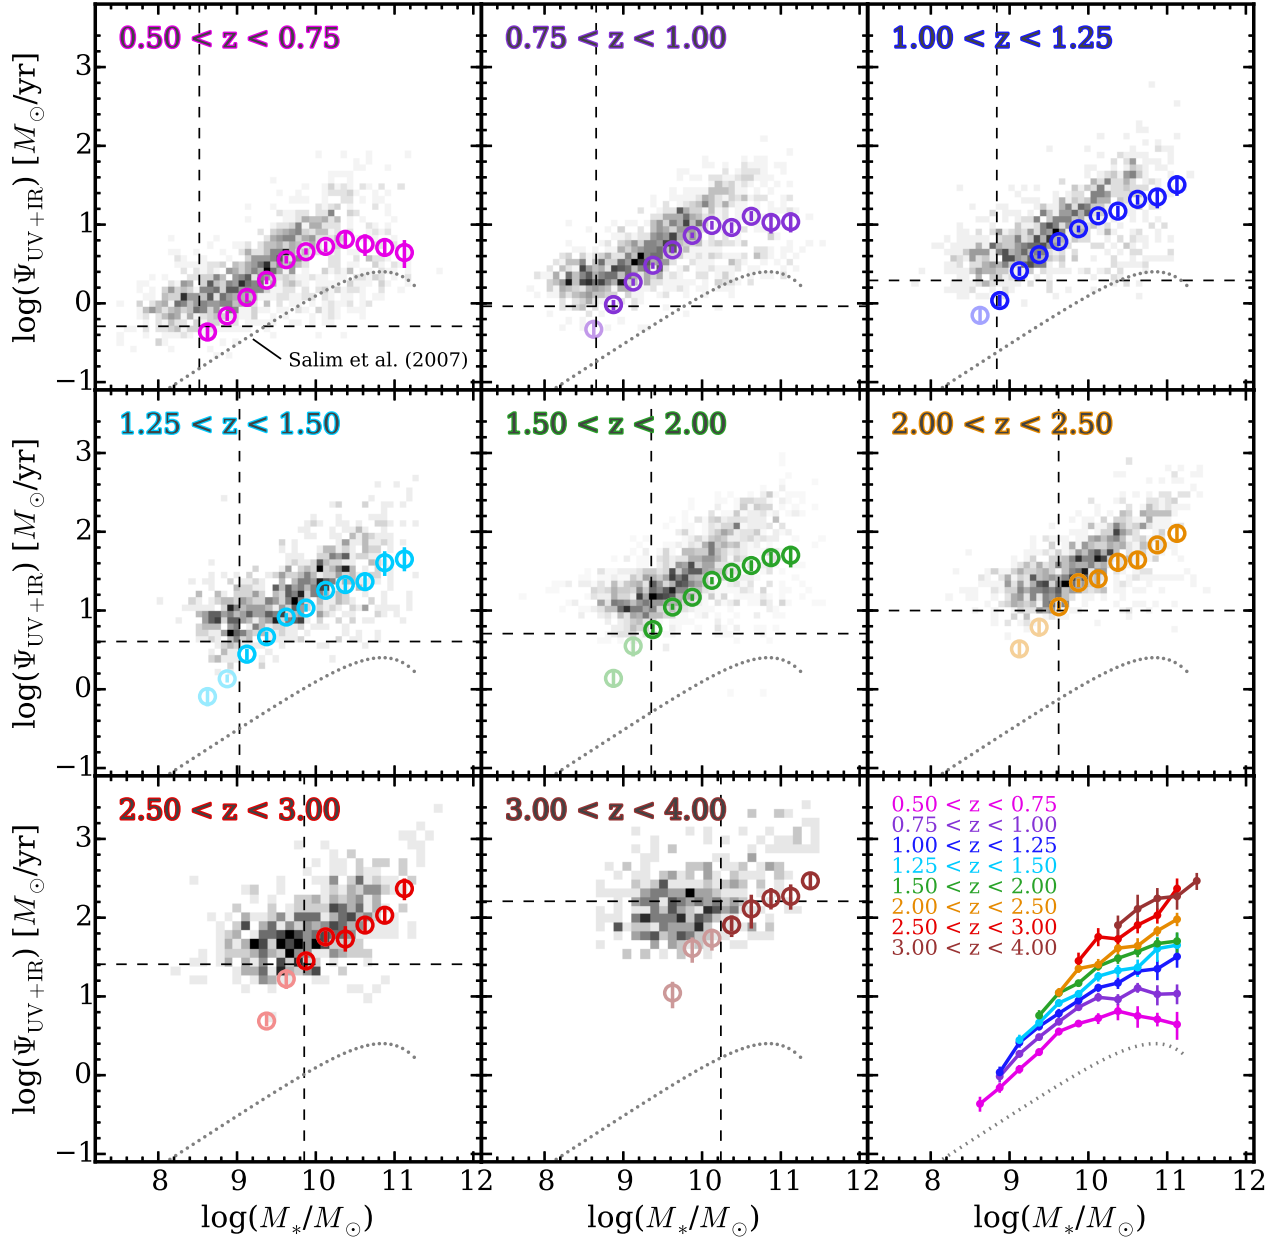 0.50 < z < 0.75
0.75 < z < 1.00
1.00 < z < 1.25
log(Ψ_UV+IR) [M_⊙/yr]
3
2
1
0
−1
Salim et al. (2007)
1.25 < z < 1.50
1.50 < z < 2.00
2.00 < z < 2.50
log(Ψ_UV+IR) [M_⊙/yr]
3
2
1
0
−1
2.50 < z < 3.00
3.00 < z < 4.00
0.50 < z < 0.75
0.75 < z < 1.00
1.00 < z < 1.25
1.25 < z < 1.50
1.50 < z < 2.00
2.00 < z < 2.50
2.50 < z < 3.00
3.00 < z < 4.00
log(Ψ_UV+IR) [M_⊙/yr]
3
2
1
0
−1
8 9 10 11
8 9 10 11
8 9 10 11 12
log(M_*/M_⊙)
log(M_*/M_⊙)
log(M_*/M_⊙)